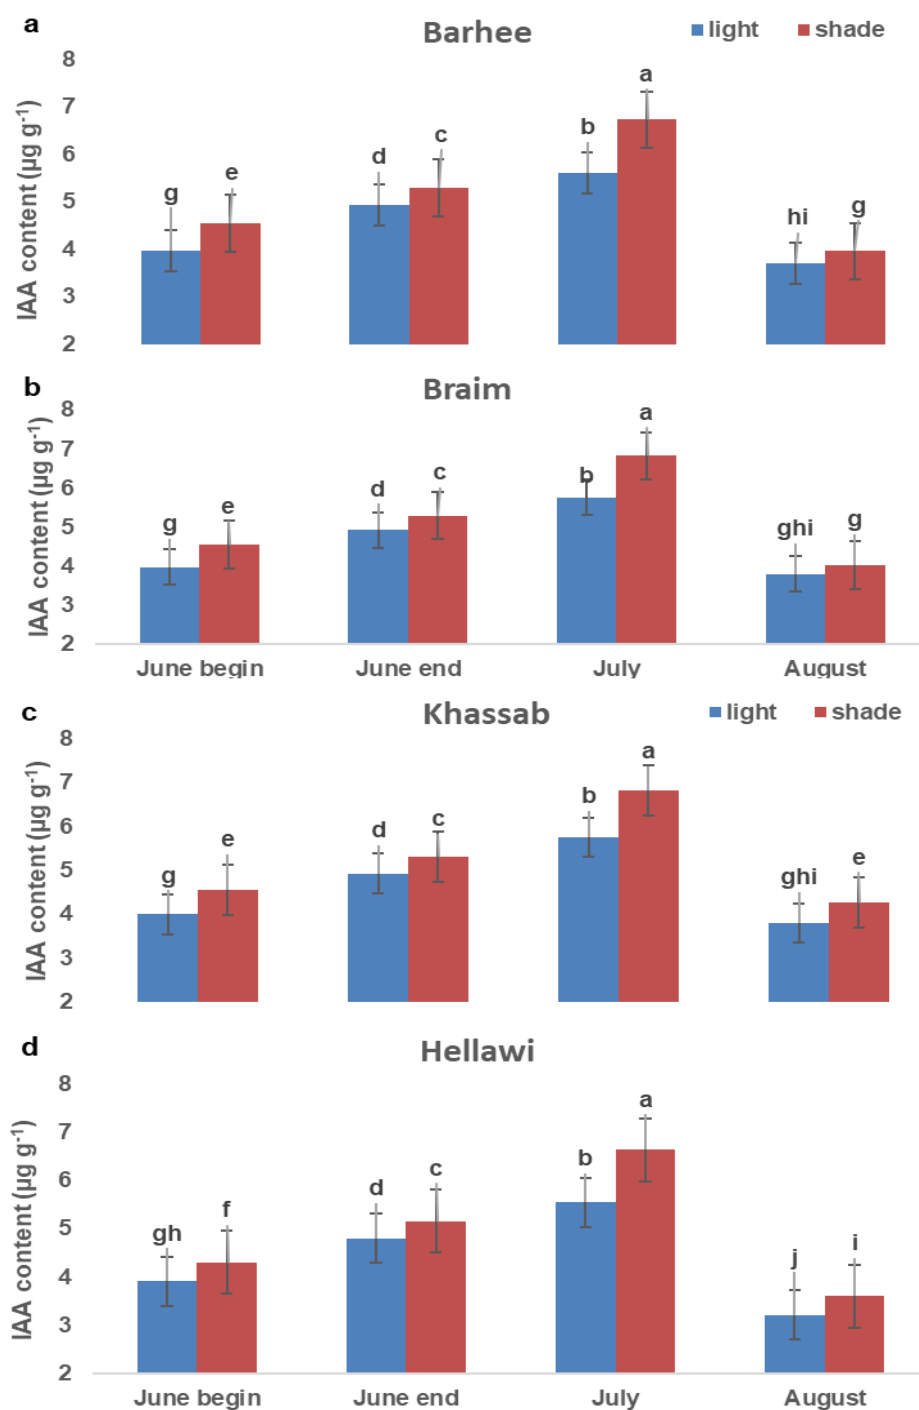 a Barhee light shade
IAA content (µg g-1)
8
7
6
5
4
3
2
g e d c b a hi g
b Braim
IAA content (µg g-1)
8
7
6
5
4
3
2
g e d c b a ghi g
June begin June end July August
c Khassab light shade
IAA content (µg g-1)
8
7
6
5
4
3
2
g e d c b a ghi e
d Hellawi
IAA content (µg g-1)
8
7
6
5
4
3
2
gh f d c b a j i
June begin June end July August